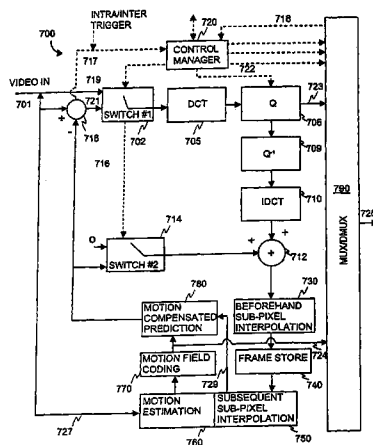 INTRA/INTER
TRIGGER
700
717
720
718
CONTROL
MANAGER
722
VIDEO IN
719
701
721
723
+
-
716
SWITCH #1
702
DCT
705
Q
706
Q⁻¹
709
716
IDCT
710
790
MUX/DMUX
725
714
O
SWITCH #2
+
+
+
712
780
730
MOTION
COMPENSATED
PREDICTION
BEFOREHAND
SUB-PIXEL
INTERPOLATION
724
MOTION FIELD
CODING
770
729
FRAME STORE
740
727
MOTION
ESTIMATION
760
SUBSEQUENT
SUB-PIXEL
INTERPOLATION
750